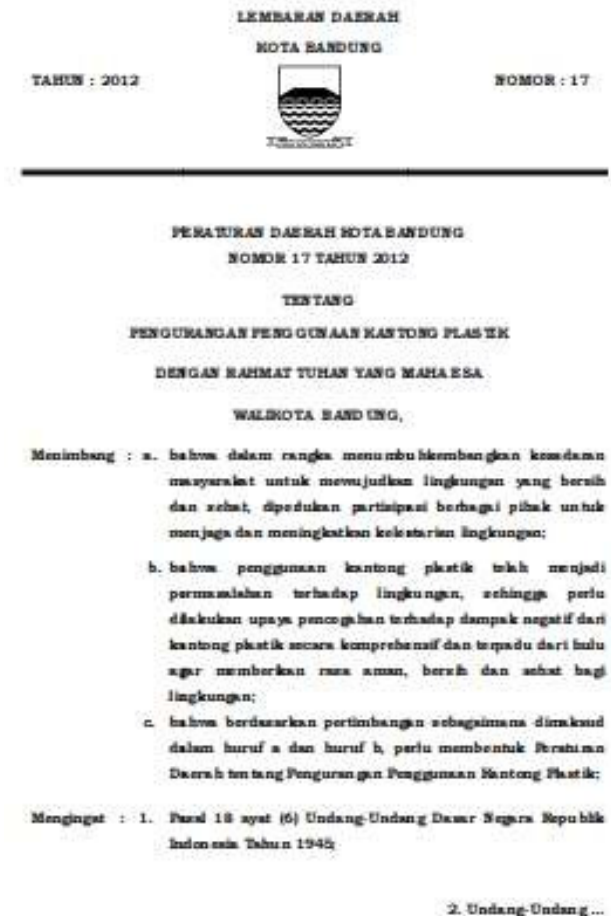 LEMBARAN DAERAH
KOTA BANDUNG
TAHUN : 2012
NOMOR : 17
PERATURAN DAERAH KOTA BANDUNG
NOMOR 17 TAHUN 2012
TENTANG
PENGURANGAN PENGGUNAAN KANTONG PLASTIK
DENGAN RAHMAT TUHAN YANG MAHA ESA
WALIKOTA BANDUNG,
Menimbang : a. bahwa dalam rangka menumbuhkembangkan kesadaran
masyarakat untuk mewujudkan lingkungan yang bersih
dan sehat, diperlukan partisipasi berbagai pihak untuk
menjaga dan meningkatkan kelestarian lingkungan;
b. bahwa penggunaan kantong plastik telah menjadi
permasalahan terhadap lingkungan, sehingga perlu
dilakukan upaya pencegahan terhadap dampak negatif dari
kantong plastik secara komprehensif dan terpadu dari hulu
agar memberikan rasa aman, bersih dan sehat bagi
lingkungan;
c. bahwa berdasarkan pertimbangan sebagaimana dimaksud
dalam huruf a dan huruf b, perlu membentuk Peraturan
Daerah tentang Pengurangan Penggunaan Kantong Plastik;
Mengingat : 1. Pasal 18 ayat (6) Undang-Undang Dasar Negara Republik
Indonesia Tahun 1945;
2. Undang-Undang ...